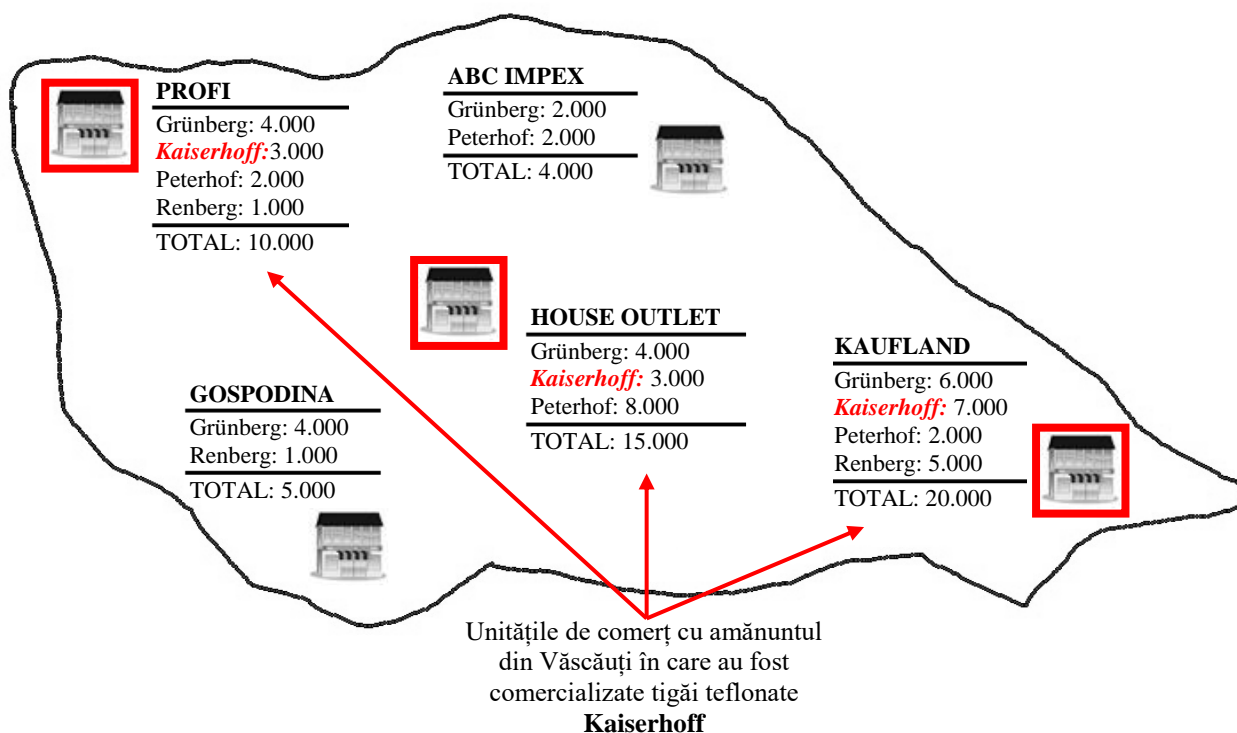 PROFI
Grünberg: 4.000
Kaiserhoff:3.000
Peterhof: 2.000
Renberg: 1.000
TOTAL: 10.000
ABC IMPEX
Grünberg: 2.000
Peterhof: 2.000
TOTAL: 4.000
HOUSE OUTLET
Grünberg: 4.000
Kaiserhoff: 3.000
Peterhof: 8.000
TOTAL: 15.000
KAUFLAND
Grünberg: 6.000
Kaiserhoff: 7.000
Peterhof: 2.000
Renberg: 5.000
TOTAL: 20.000
GOSPODINA
Grünberg: 4.000
Renberg: 1.000
TOTAL: 5.000
Unitățile de comerț cu amănuntul
din Văscăuți în care au fost
comercializate tigăi teflonate
Kaiserhoff